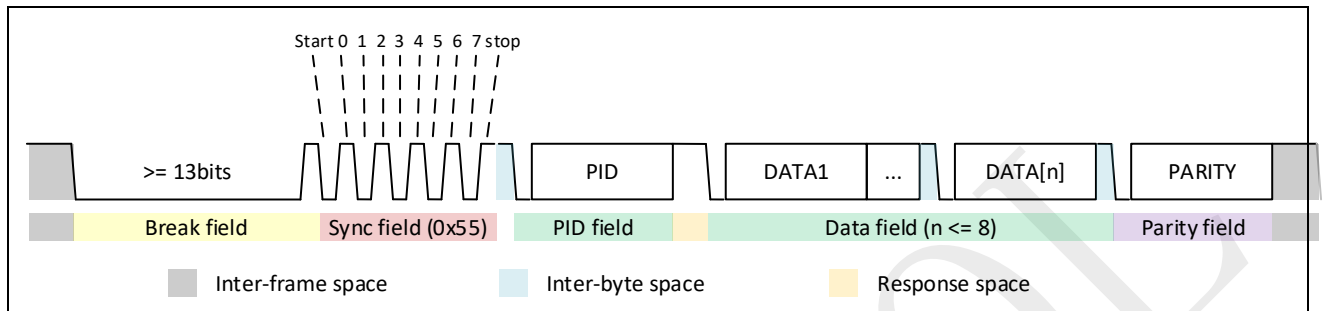 Start 0 1 2 3 4 5 6 7 stop
>= 13bits PID DATA1 ... DATA[n] PARITY
Break field Sync field (0x55) PID field Data field (n <= 8) Parity field
Inter-frame space Inter-byte space Response space